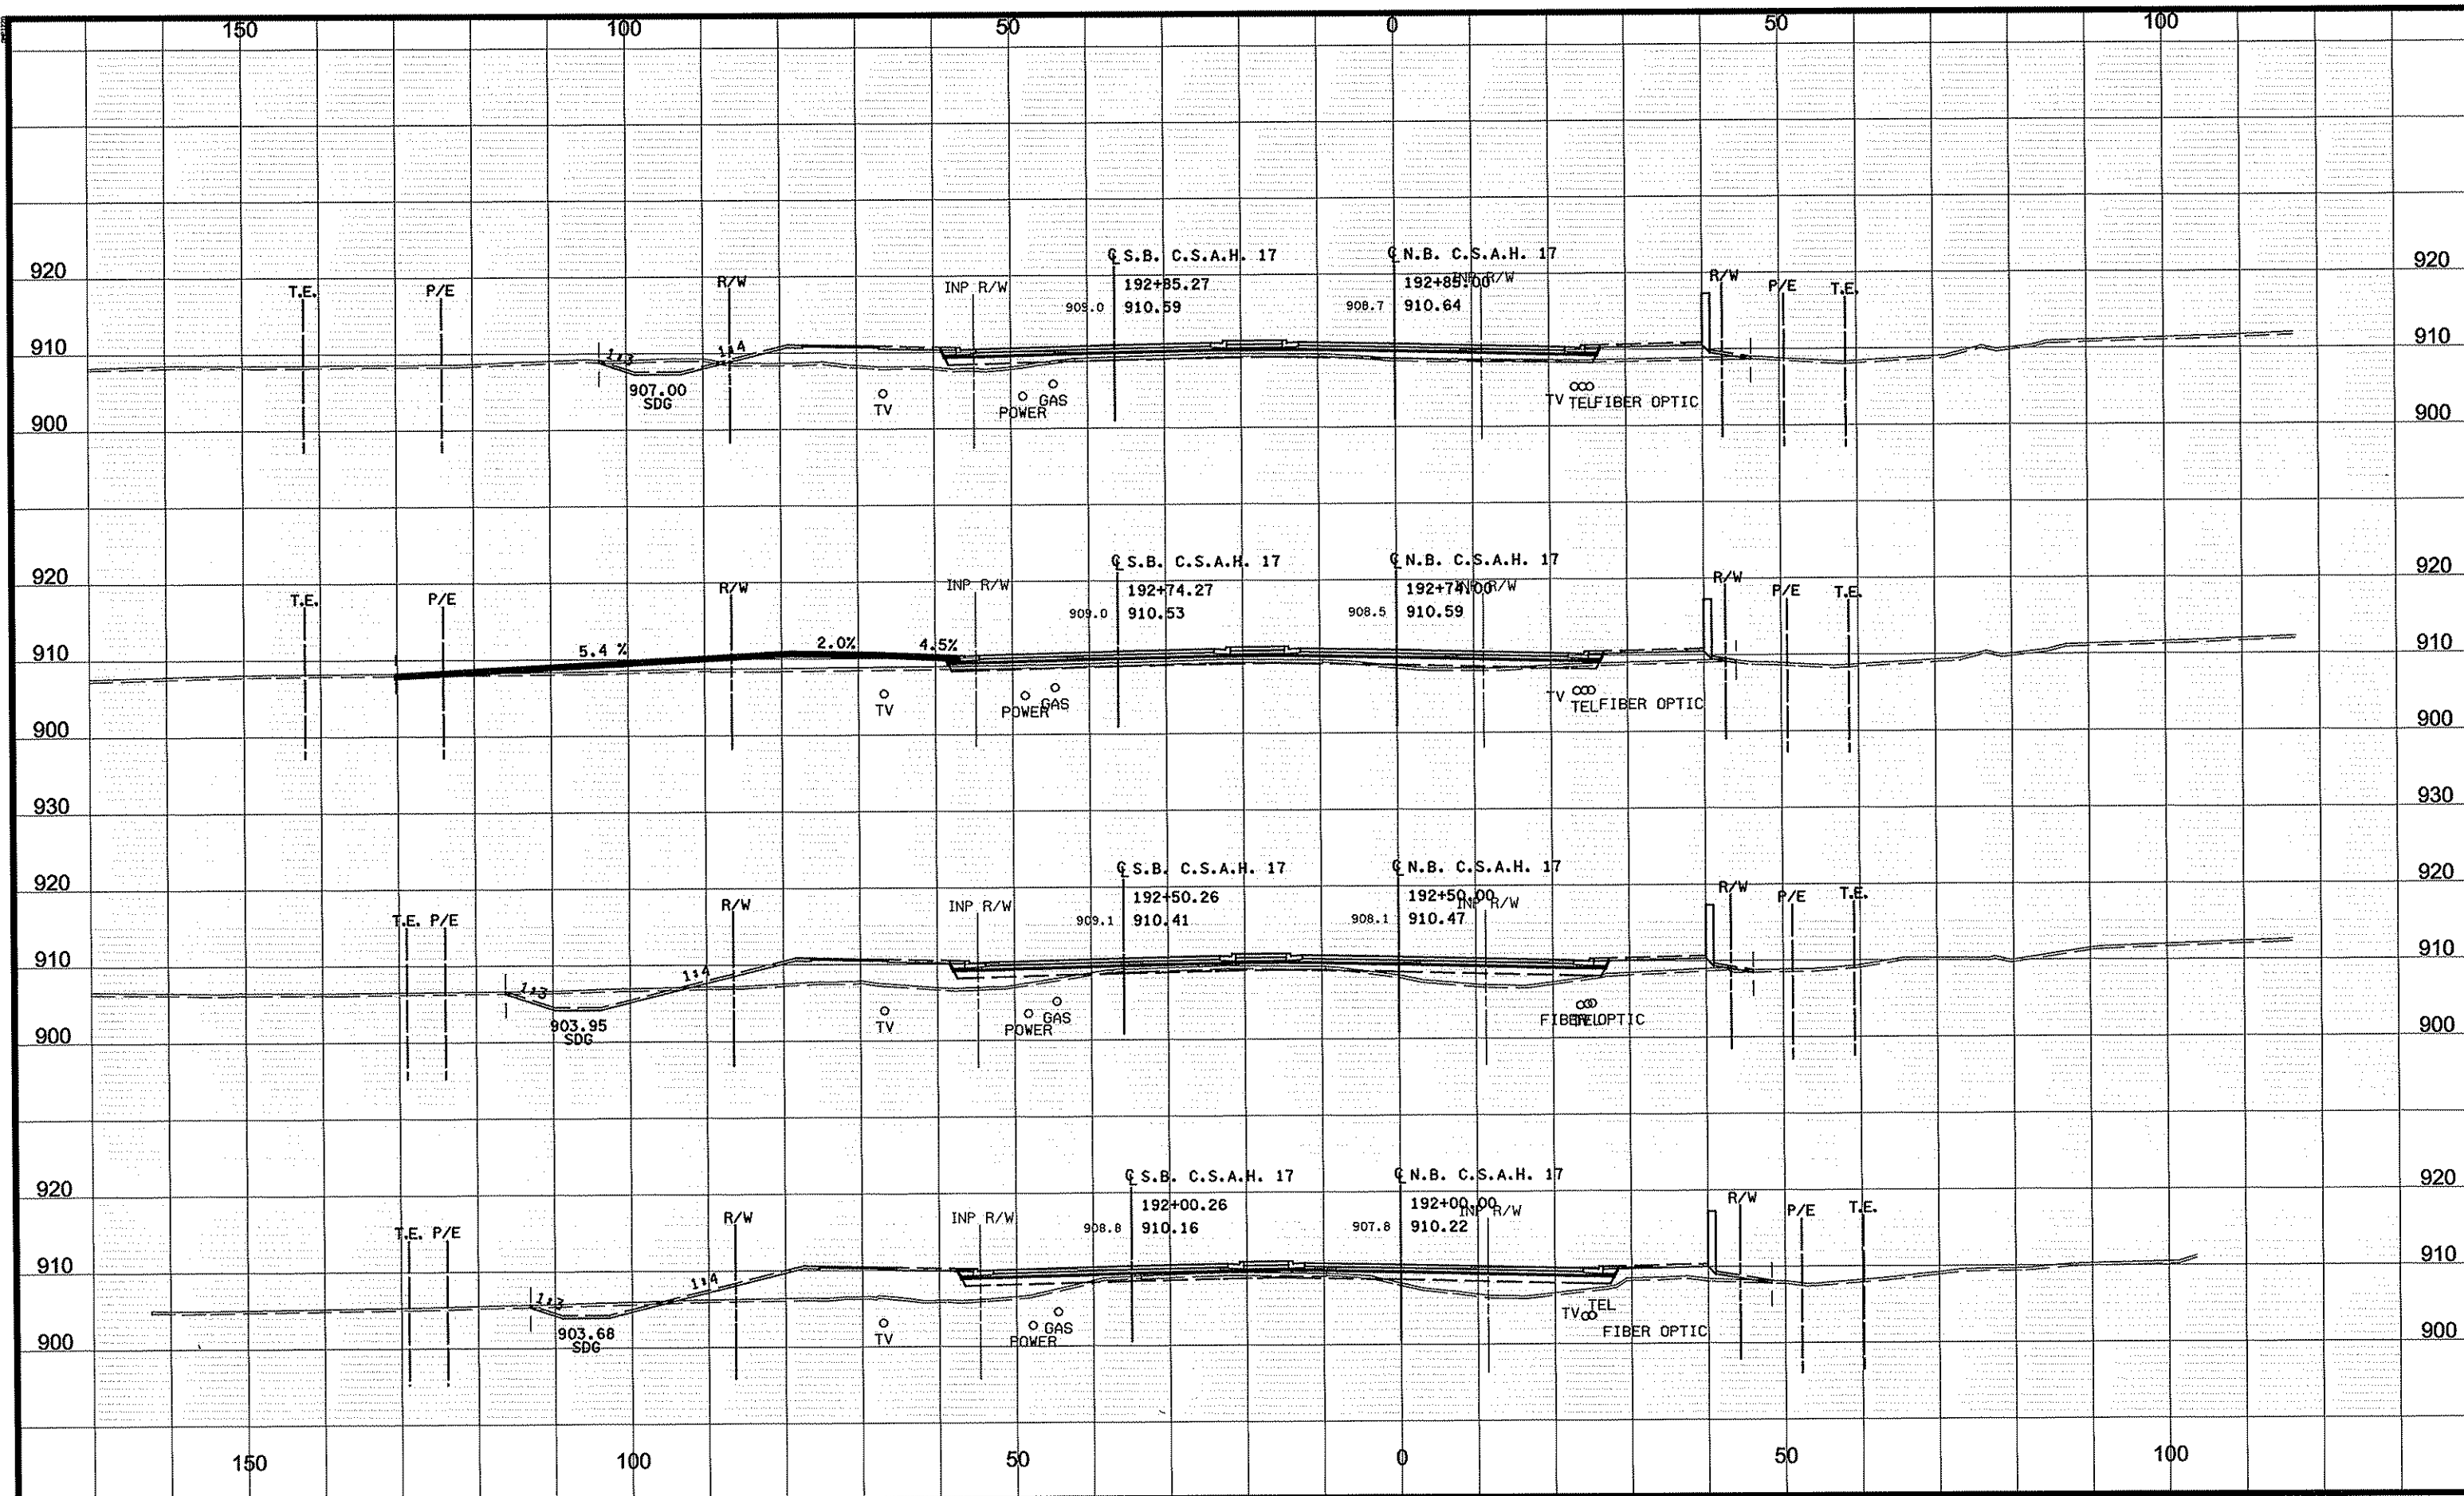 150 100 50 0 50 100
℄ S.B. C.S.A.H. 17 ℄ N.B. C.S.A.H. 17
920 920
T.E. P/E R/W INP R/W 192+85.27 192+85.00 INP R/W R/W P/E T.E.
909.0 910.59 908.7 910.64
910 1:3 1:4 910
907.00 TV POWER GAS TV TEL FIBER OPTIC
SDG
900 900
℄ S.B. C.S.A.H. 17 ℄ N.B. C.S.A.H. 17
920 920
T.E. P/E R/W INP R/W 192+74.27 192+74.00 INP R/W R/W P/E T.E.
909.0 910.53 908.5 910.59
910 5.4 % 2.0% 4.5% 910
TV POWER GAS TV TEL FIBER OPTIC
900 900
930 930
℄ S.B. C.S.A.H. 17 ℄ N.B. C.S.A.H. 17
920 920
T.E. P/E R/W INP R/W 192+50.26 192+50.00 INP R/W R/W P/E T.E.
909.1 910.41 908.1 910.47
910 1:3 1:4 910
903.95 TV POWER GAS FIBER OPTIC
SDG
900 900
℄ S.B. C.S.A.H. 17 ℄ N.B. C.S.A.H. 17
920 920
T.E. P/E R/W INP R/W 192+00.26 192+00.00 INP R/W R/W P/E T.E.
908.8 910.16 907.8 910.22
910 1:3 1:4 910
903.68 TV POWER GAS TV TEL FIBER OPTIC
SDG
900 900
150 100 50 0 50 100